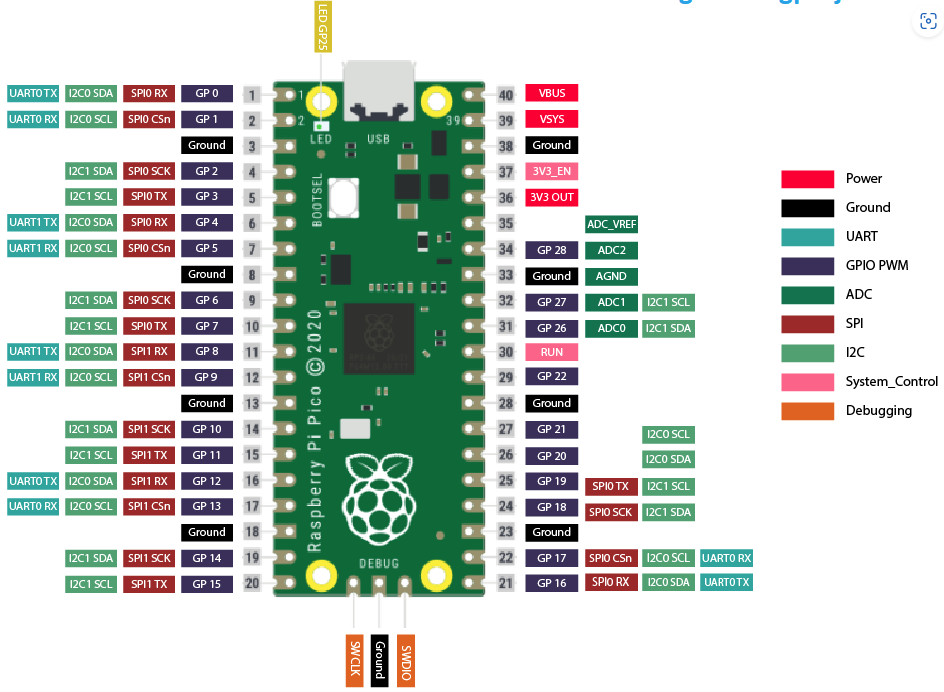 LED GP25
UART0 TX I2C0 SDA SPI0 RX GP 0 1 1 40 VBUS
UART0 RX I2C0 SCL SPI0 CSn GP 1 2 2 39 39 VSYS
LED USB
Ground 3 38 Ground
I2C1 SDA SPI0 SCK GP 2 4 37 3V3_EN
I2C1 SCL SPI0 TX GP 3 5 BOOTSEL 36 3V3 OUT
UART1 TX I2C0 SDA SPI0 RX GP 4 6 35 ADC_VREF
UART1 RX I2C0 SCL SPI0 CSn GP 5 7 34 GP 28 ADC2
Ground 8 33 Ground AGND
I2C1 SDA SPI0 SCK GP 6 9 32 GP 27 ADC1 I2C1 SCL
I2C1 SCL SPI0 TX GP 7 10 31 GP 26 ADC0 I2C1 SDA
UART1 TX I2C0 SDA SPI1 RX GP 8 11 30 RUN
UART1 RX I2C0 SCL SPI1 CSn GP 9 12 29 GP 22
Ground 13 28 Ground
I2C1 SDA SPI1 SCK GP 10 14 27 GP 21 I2C0 SCL
I2C1 SCL SPI1 TX GP 11 15 26 GP 20 I2C0 SDA
UART0 TX I2C0 SDA SPI1 RX GP 12 16 25 GP 19 SPI0 TX I2C1 SCL
UART0 RX I2C0 SCL SPI1 CSn GP 13 17 24 GP 18 SPI0 SCK I2C1 SDA
Ground 18 23 Ground
I2C1 SDA SPI1 SCK GP 14 19 22 GP 17 SPI0 CSn I2C0 SCL UART0 RX
I2C1 SCL SPI1 TX GP 15 20 21 GP 16 SPI0 RX I2C0 SDA UART0 TX
Raspberry Pi Pico ©2020
DEBUG
SWCLK
Ground
SWDIO
Power
Ground
UART
GPIO PWM
ADC
SPI
I2C
System_Control
Debugging